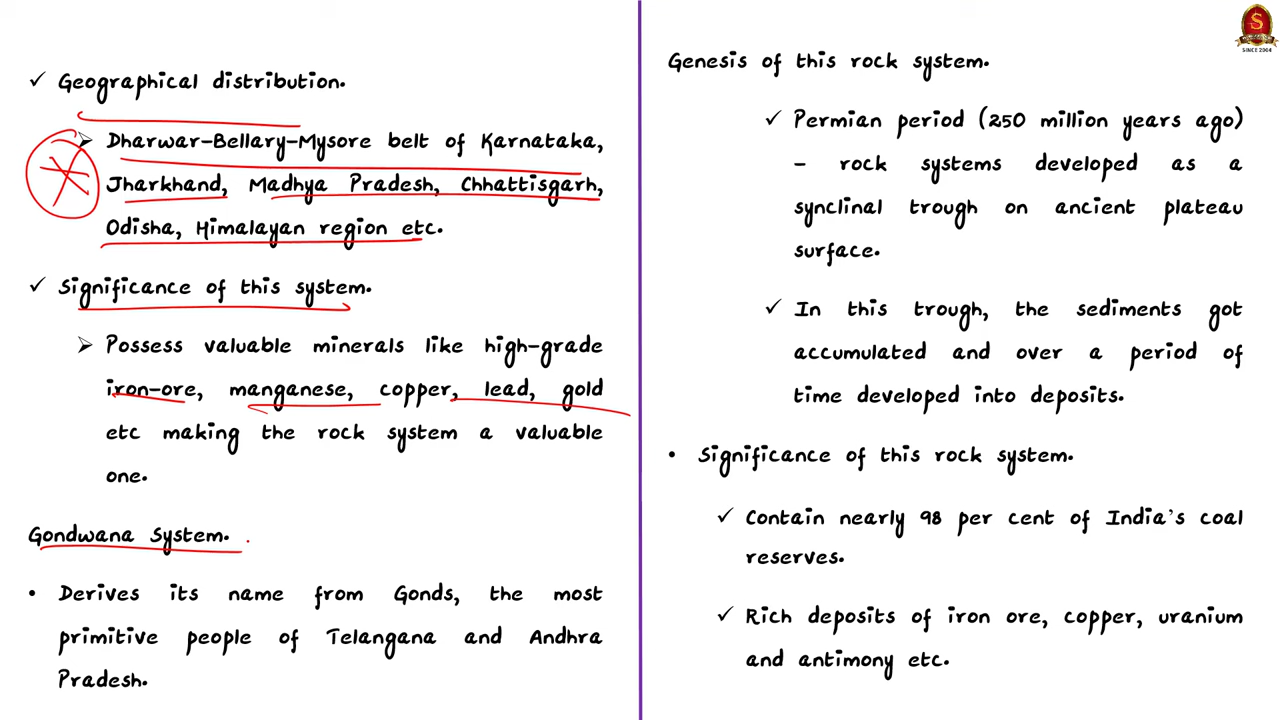 ✓ Geographical distribution.
➤ Dharwar-Bellary-Mysore belt of Karnataka,
Jharkhand, Madhya Pradesh, Chhattisgarh,
Odisha, Himalayan region etc.
✓ Significance of this system.
➤ Possess valuable minerals like high-grade
iron-ore, manganese, copper, lead, gold
etc making the rock system a valuable
one.
Gondwana System.
• Derives its name from Gonds, the most
primitive people of Telangana and Andhra
Pradesh.
Genesis of this rock system.
✓ Permian period (250 million years ago)
- rock systems developed as a
synclinal trough on ancient plateau
surface.
✓ In this trough, the sediments got
accumulated and over a period of
time developed into deposits.
• Significance of this rock system.
✓ Contain nearly 98 per cent of India's coal
reserves.
✓ Rich deposits of iron ore, copper, uranium
and antimony etc.
S
SINCE 2004